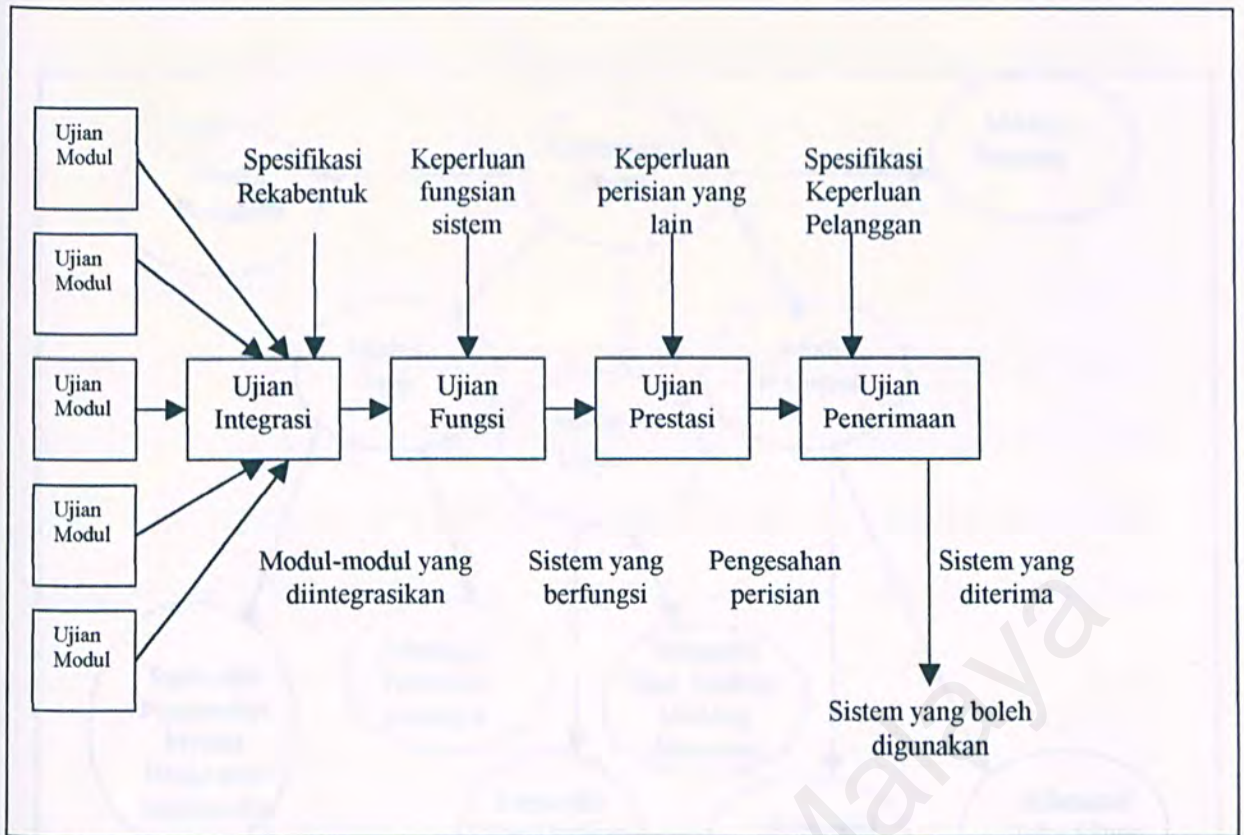 Ujian
Modul
Ujian
Modul
Ujian
Modul
Ujian
Modul
Ujian
Modul
Spesifikasi
Rekabentuk
Keperluan
fungsian
sistem
Keperluan
perisian yang
lain
Spesifikasi
Keperluan
Pelanggan
Ujian
Integrasi
Ujian
Fungsi
Ujian
Prestasi
Ujian
Penerimaan
Modul-modul yang
diintegrasikan
Sistem yang
berfungsi
Pengesahan
perisian
Sistem yang
diterima
Sistem yang boleh
digunakan
Malaya